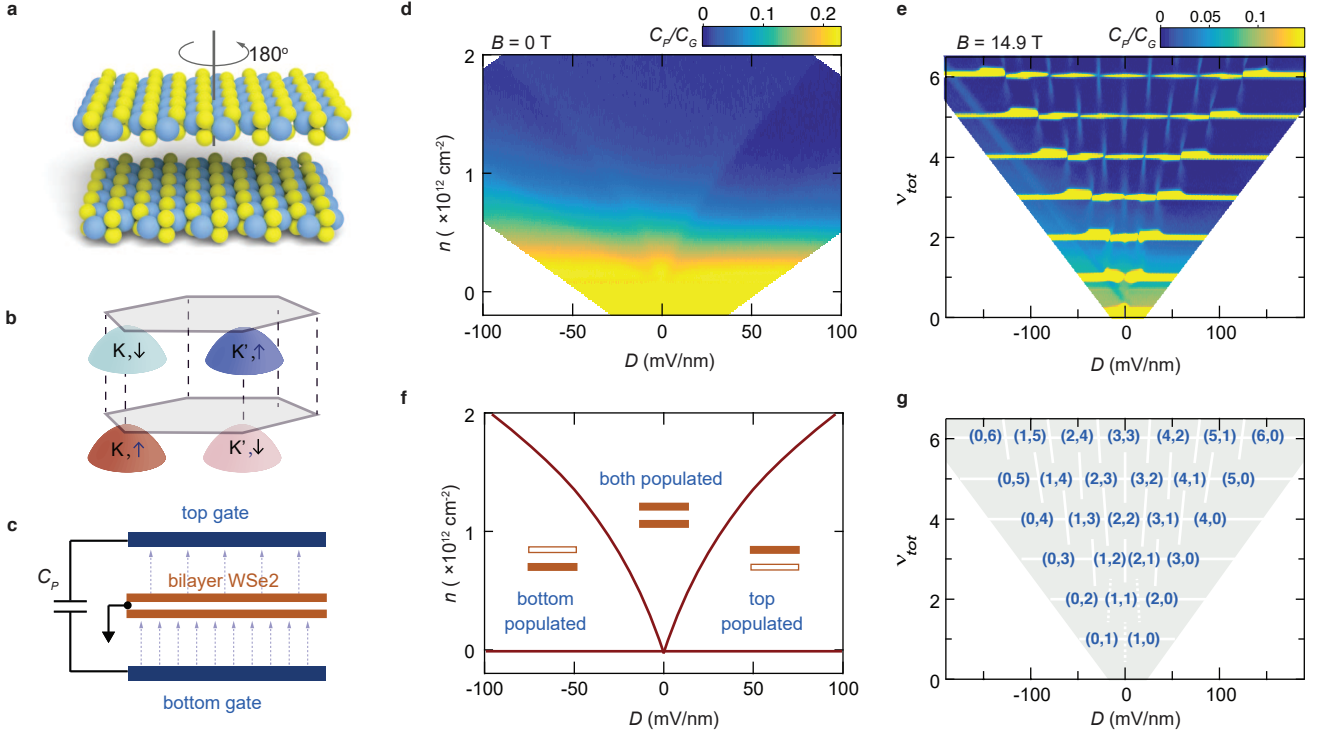 a
180º
b
K,↓
K’,↑
K,↑
K’,↓
c
top gate
C_P
bilayer WSe2
bottom gate
d
0
0.1
0.2
B = 0 T
C_P/C_G
2
1
0
n ( ×10¹² cm⁻²)
-100
-50
0
50
100
D (mV/nm)
e
0
0.05
0.1
B = 14.9 T
C_P/C_G
6
4
2
0
ν_tot
-100
0
100
D (mV/nm)
f
2
1
0
n ( ×10¹² cm⁻²)
both populated
bottom
populated
top
populated
-100
-50
0
50
100
D (mV/nm)
g
6
4
2
0
ν_tot
(0,6) (1,5) (2,4) (3,3) (4,2) (5,1) (6,0)
(0,5) (1,4) (2,3) (3,2) (4,1) (5,0)
(0,4) (1,3) (2,2) (3,1) (4,0)
(0,3) (1,2) (2,1) (3,0)
(0,2) (1,1) (2,0)
(0,1) (1,0)
-100
0
100
D (mV/nm)